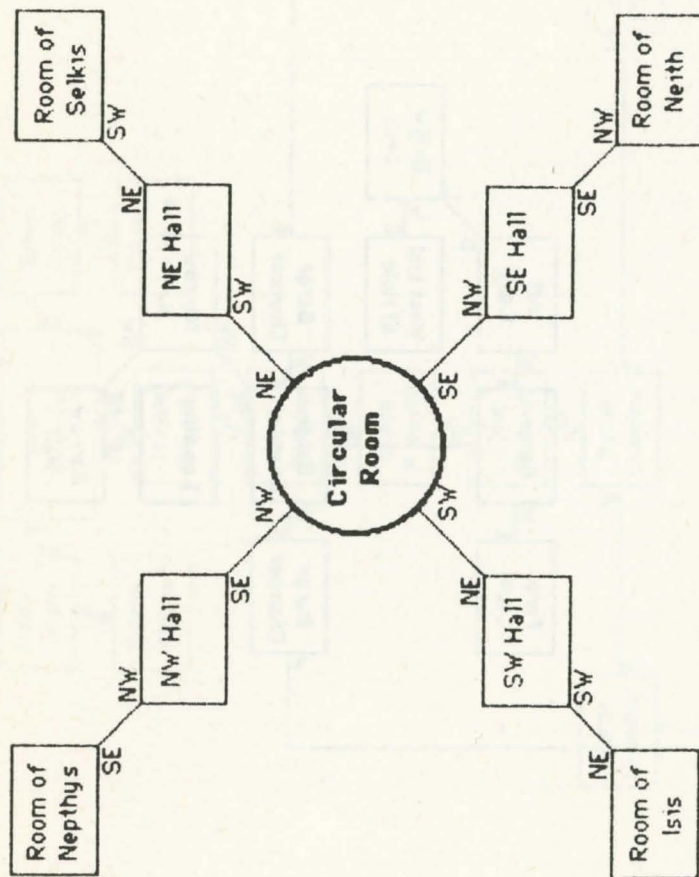 Room of
Nepthys
Room of
Selkis
SE
SW
NW
NE
NW Hall
NE Hall
SE
SW
NW
NE
Circular
Room
SW
SE
NE
NW
SW Hall
SE Hall
SW
SE
NE
NW
Room of
Isis
Room of
Neith